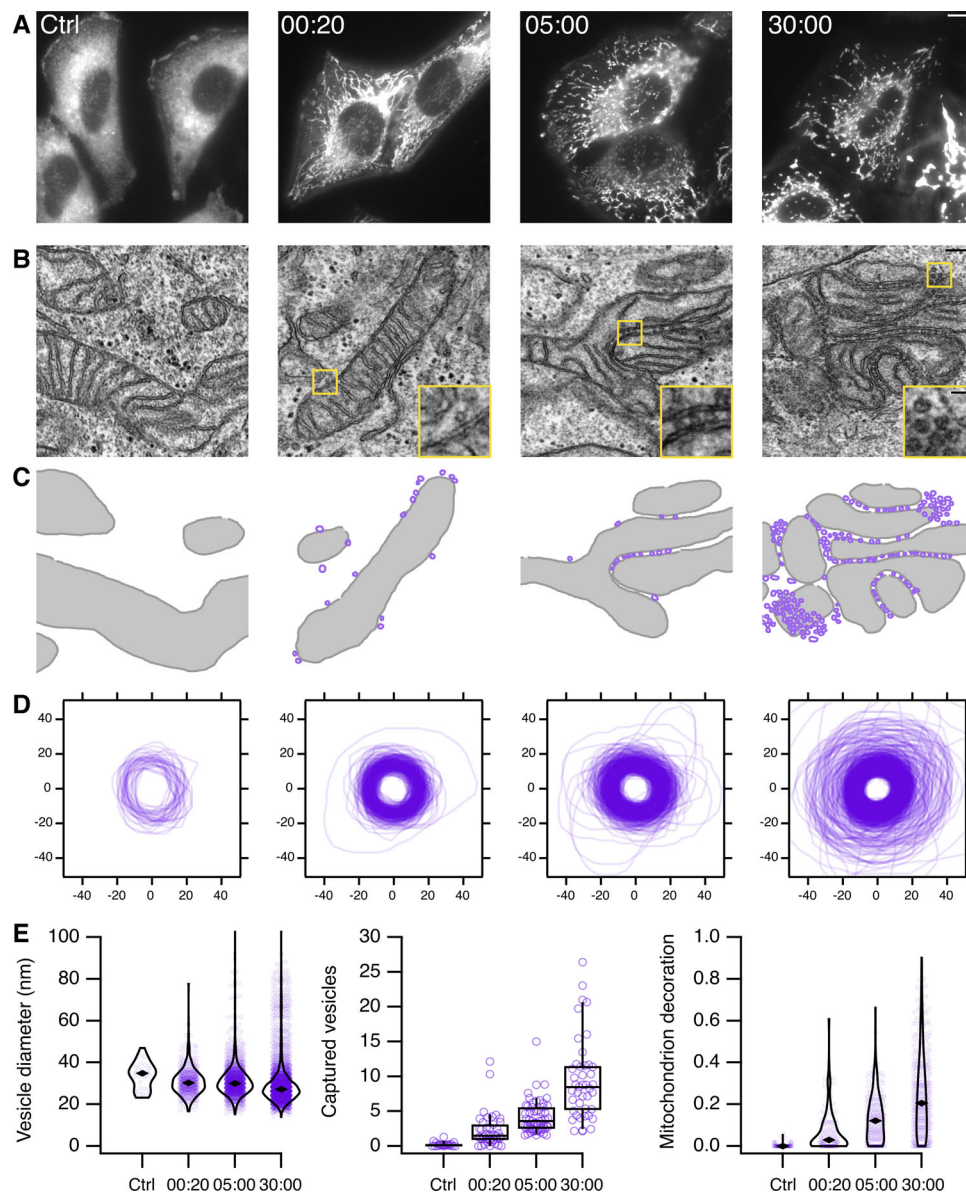 A Ctrl 00:20 05:00 30:00
B
C
D
40 40 40 40
20 20 20 20
0 0 0 0
-20 -20 -20 -20
-40 -40 -40 -40
-40 -20 0 20 40 -40 -20 0 20 40 -40 -20 0 20 40 -40 -20 0 20 40
E
Vesicle diameter (nm)
100
80
60
40
20
0
Ctrl 00:20 05:00 30:00
Captured vesicles
30
25
20
15
10
5
0
Ctrl 00:20 05:00 30:00
Mitochondrion decoration
1.0
0.8
0.6
0.4
0.2
0.0
Ctrl 00:20 05:00 30:00